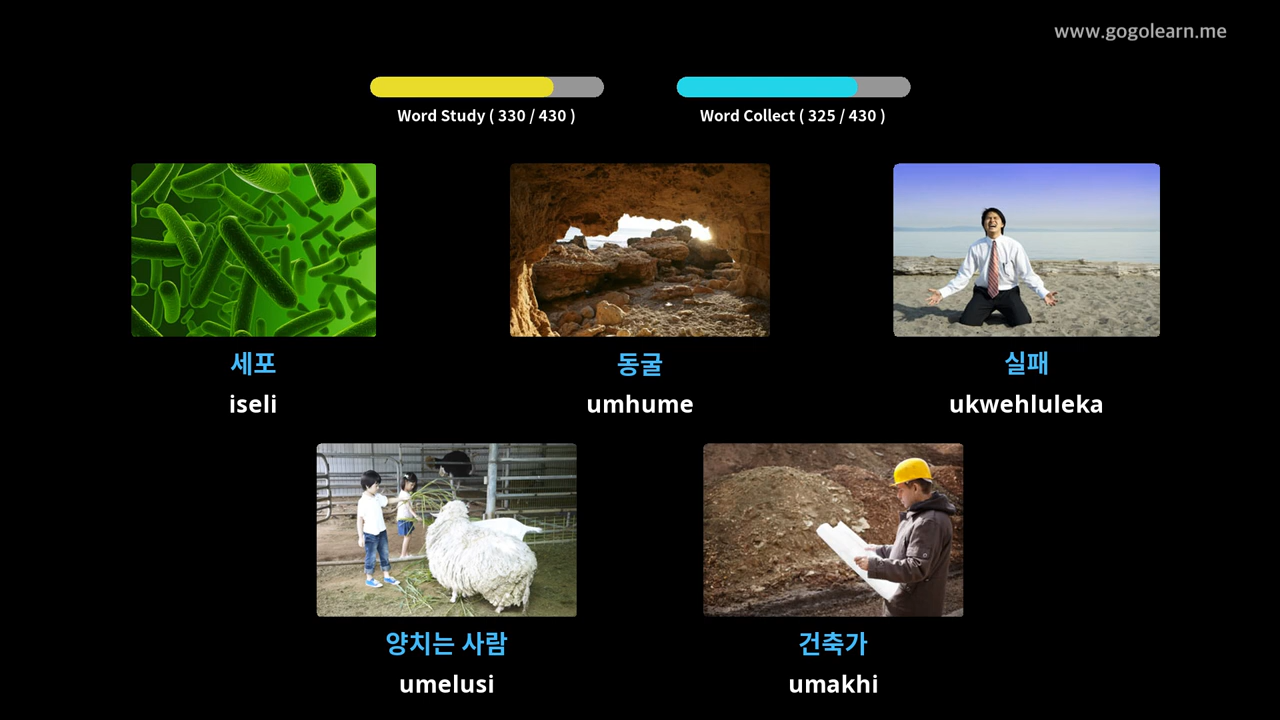 www.gogolearn.me
Word Study ( 330 / 430 )
Word Collect ( 325 / 430 )
세포
iseli
동굴
umhume
실패
ukwehluleka
양치는 사람
umelusi
건축가
umakhi